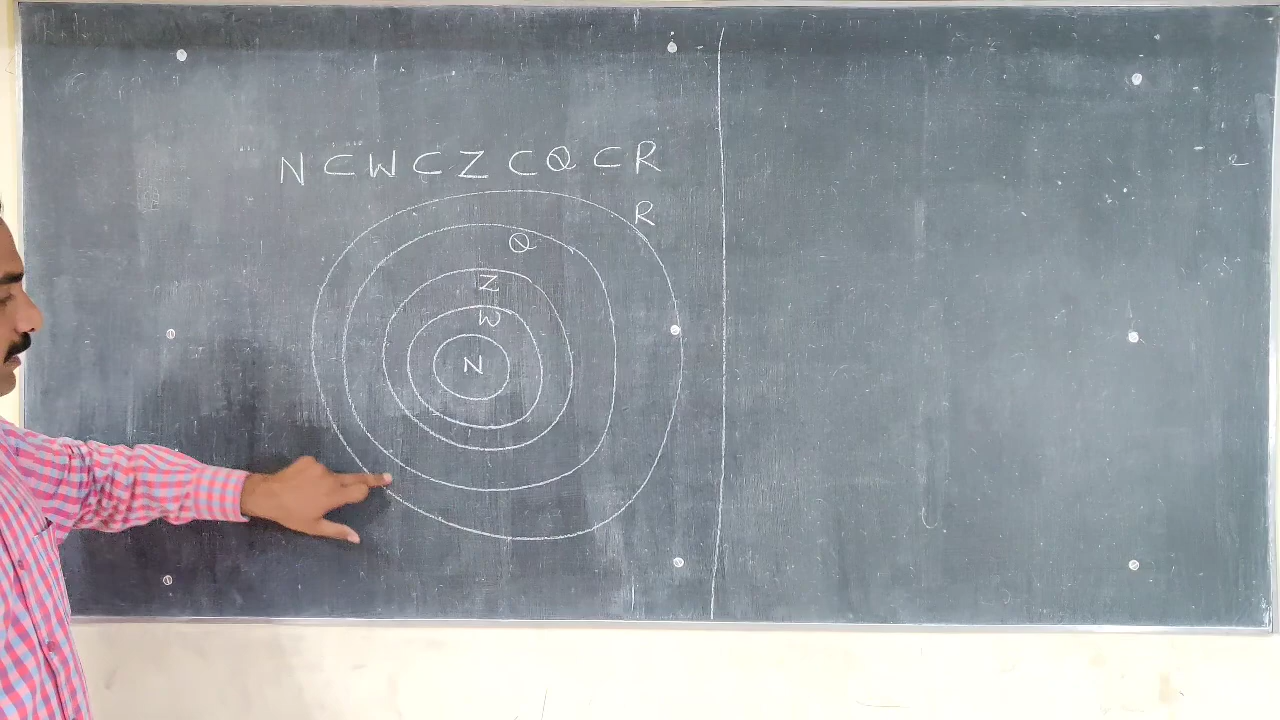 N ⊂ W ⊂ Z ⊂ Q ⊂ R
R
Q
Z
W
N